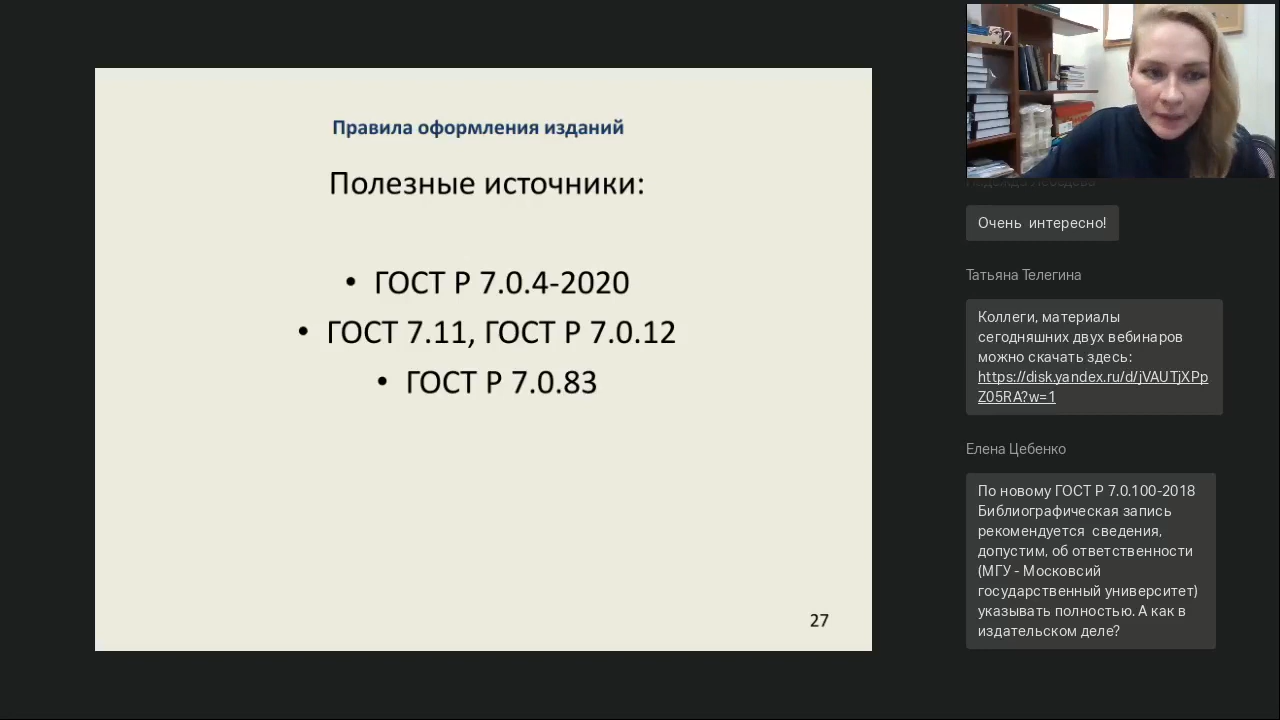 Правила оформления изданий
Полезные источники:
• ГОСТ Р 7.0.4-2020
• ГОСТ 7.11, ГОСТ Р 7.0.12
• ГОСТ Р 7.0.83
27
Очень интересно!
Татьяна Телегина
Коллеги, материалы
сегодняшних двух вебинаров
можно скачать здесь:
https://disk.yandex.ru/d/jVAUTjXPp
Z05RA?w=1
Елена Цебенко
По новому ГОСТ Р 7.0.100-2018
Библиографическая запись
рекомендуется сведения,
допустим, об ответственности
(МГУ - Московсий
государственный университет)
указывать полностью. А как в
издательском деле?